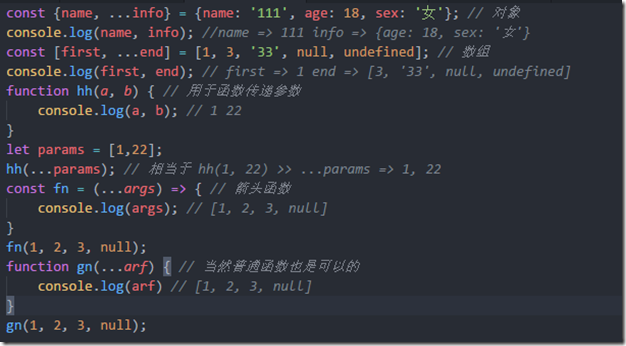 const {name, ...info} = {name: '111', age: 18, sex: '女'}; // 对象
console.log(name, info); //name => 111 info => {age: 18, sex: '女'}
const [first, ...end] = [1, 3, '33', null, undefined]; // 数组
console.log(first, end); // first => 1 end => [3, '33', null, undefined]
function hh(a, b) { // 用于函数传递参数
    console.log(a, b); // 1 22
}
let params = [1,22];
hh(...params); // 相当于 hh(1, 22) >> ...params => 1, 22
const fn = (...args) => { // 箭头函数
    console.log(args); // [1, 2, 3, null]
}
fn(1, 2, 3, null);
function gn(...arf) { // 当然普通函数也是可以的
    console.log(arf) // [1, 2, 3, null]
}
gn(1, 2, 3, null);